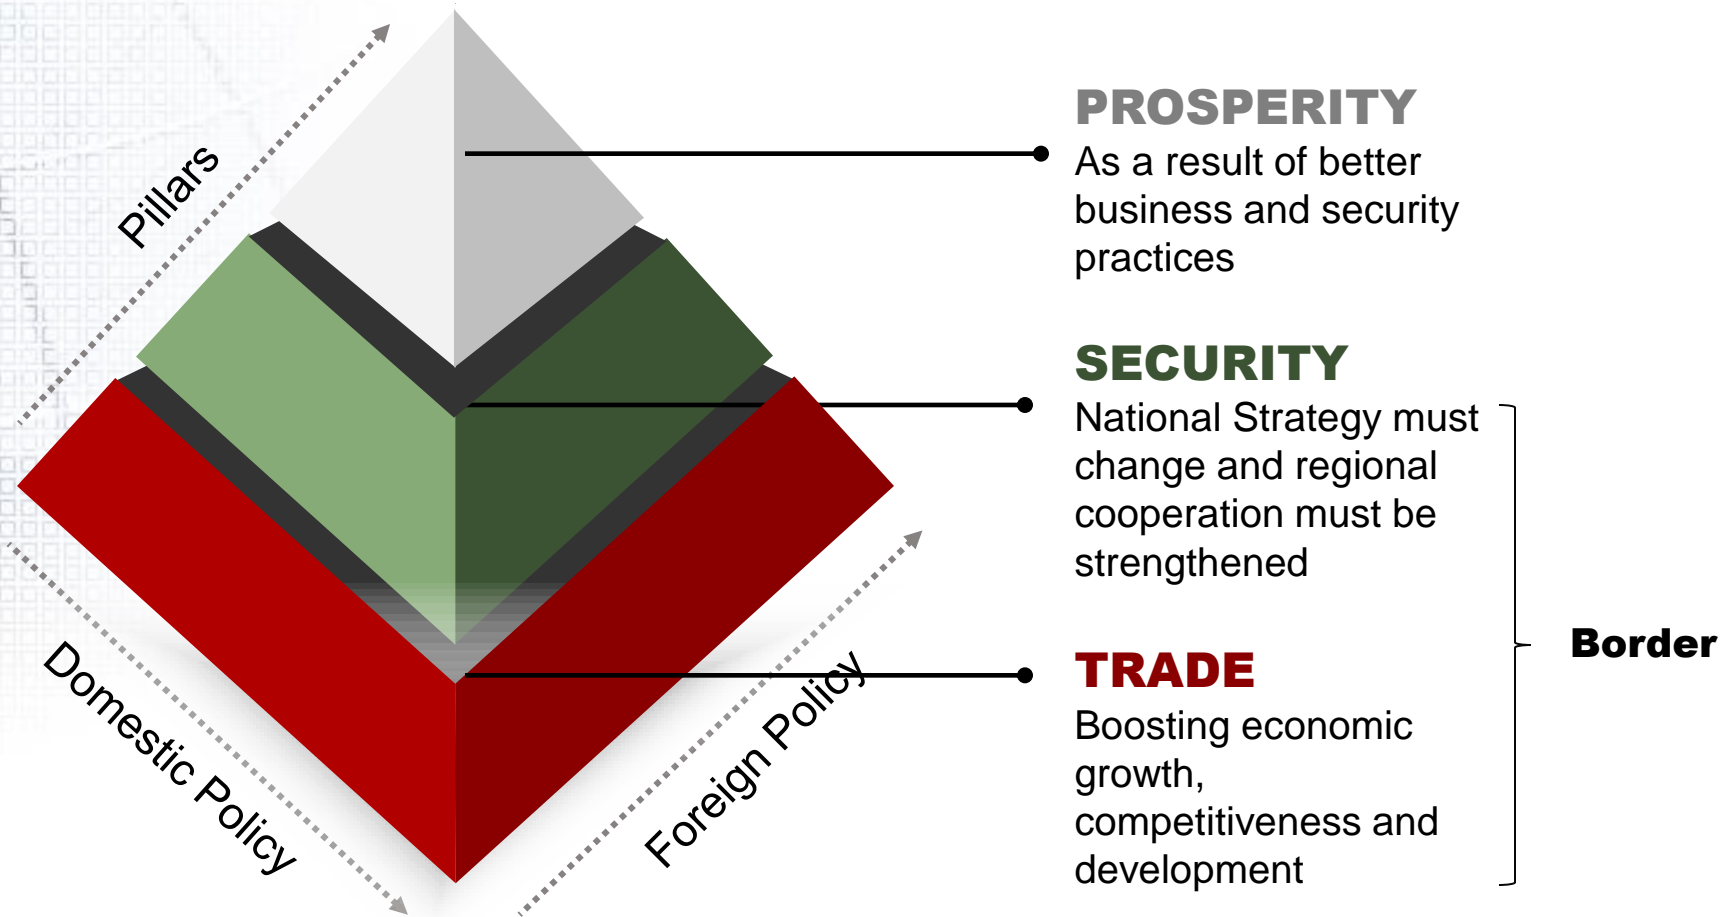 Pillars
PROSPERITY
As a result of better
business and security
practices
SECURITY
National Strategy must
change and regional
cooperation must be
strengthened
Border
TRADE
Boosting economic
growth,
competitiveness and
development
Domestic Policy
Foreign Policy